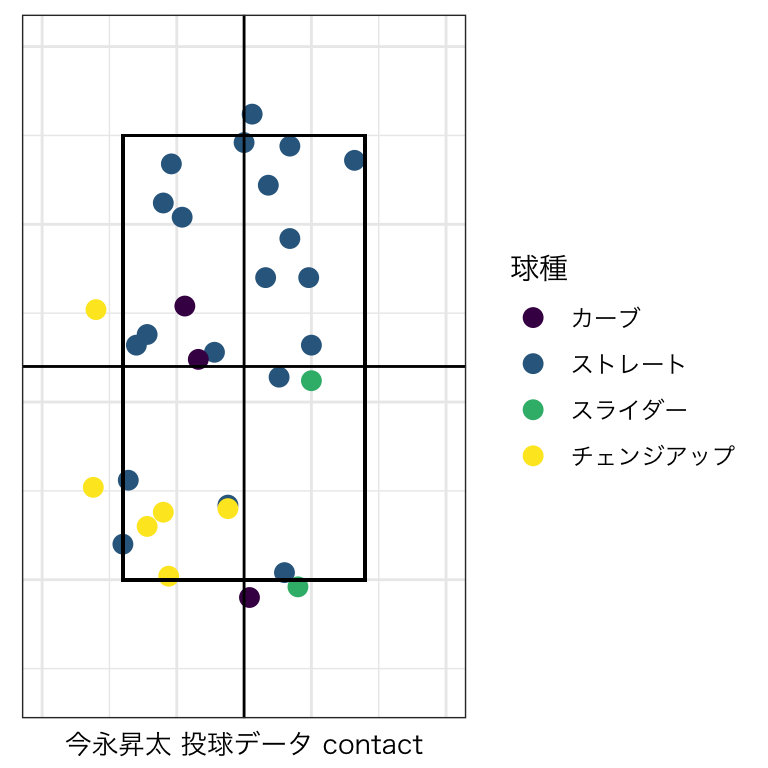 球種
カーブ
ストレート
スライダー
チェンジアップ
今永昇太 投球データ contact